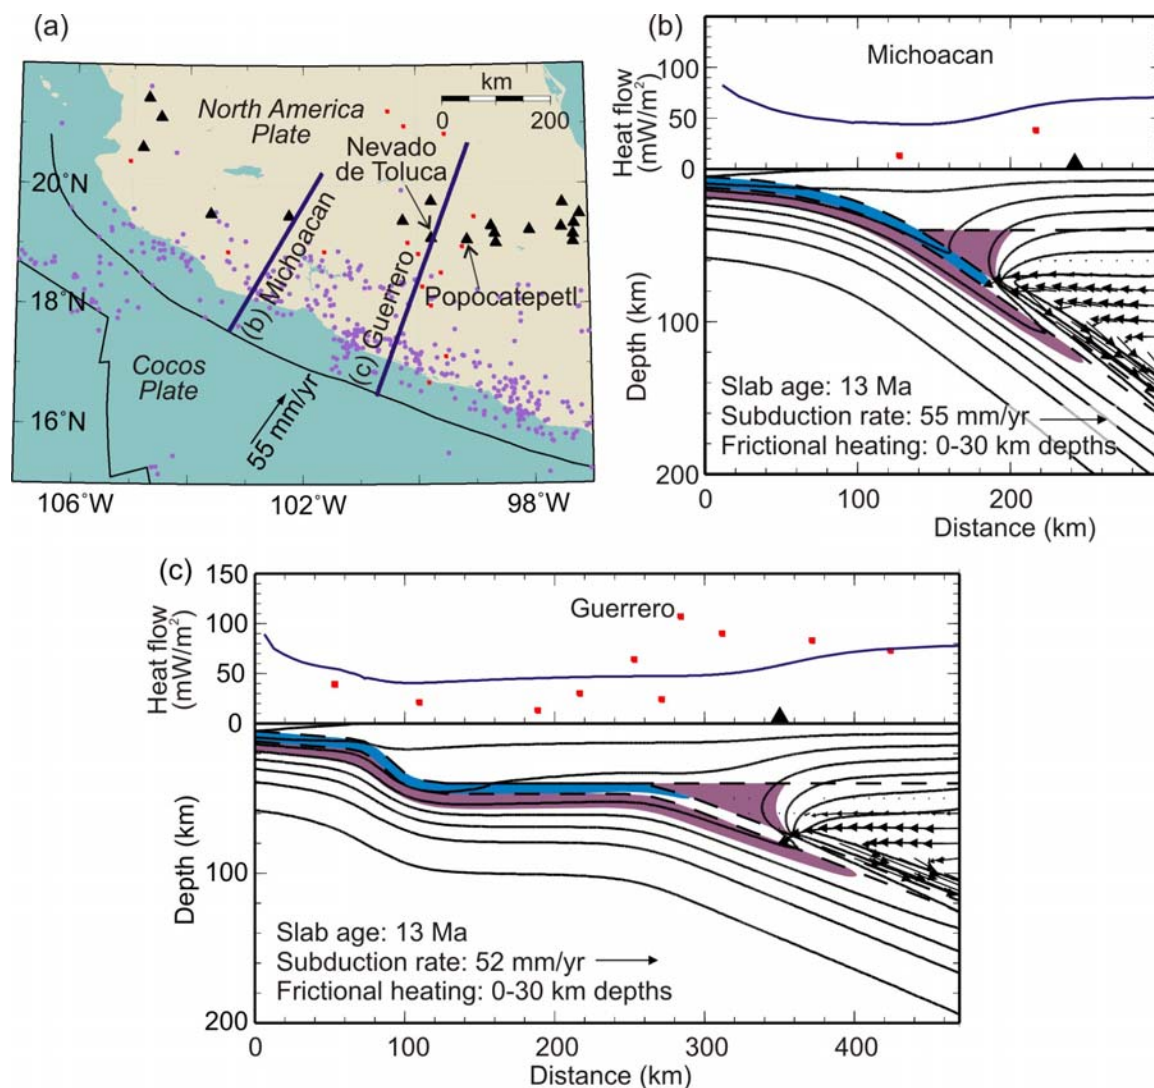 (a)
km
0 200
North America
Plate
Nevado
de Toluca
20°N
(b) Michoacan
(c) Guerrero
Popocatepetl
18°N
Cocos
Plate
55 mm/yr
16°N
106°W 102°W 98°W
(b)
Michoacan
Heat flow
(mW/m²)
100
50
0
Depth (km)
100
200
Slab age: 13 Ma
Subduction rate: 55 mm/yr
Frictional heating: 0-30 km depths
0 100 200
Distance (km)
(c)
Guerrero
Heat flow
(mW/m²)
150
100
50
0
Depth (km)
100
200
Slab age: 13 Ma
Subduction rate: 52 mm/yr
Frictional heating: 0-30 km depths
0 100 200 300 400
Distance (km)